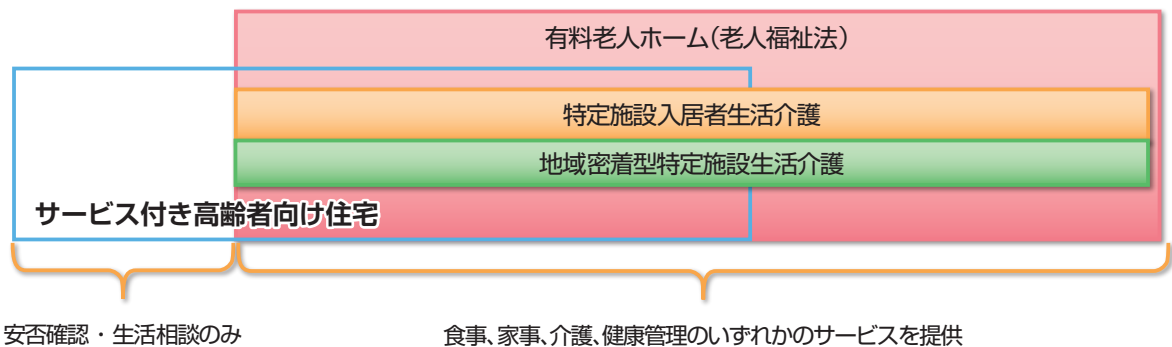 有料老人ホーム(老人福祉法)
特定施設入居者生活介護
地域密着型特定施設生活介護
サービス付き高齢者向け住宅
安否確認・生活相談のみ
食事、家事、介護、健康管理のいずれかのサービスを提供